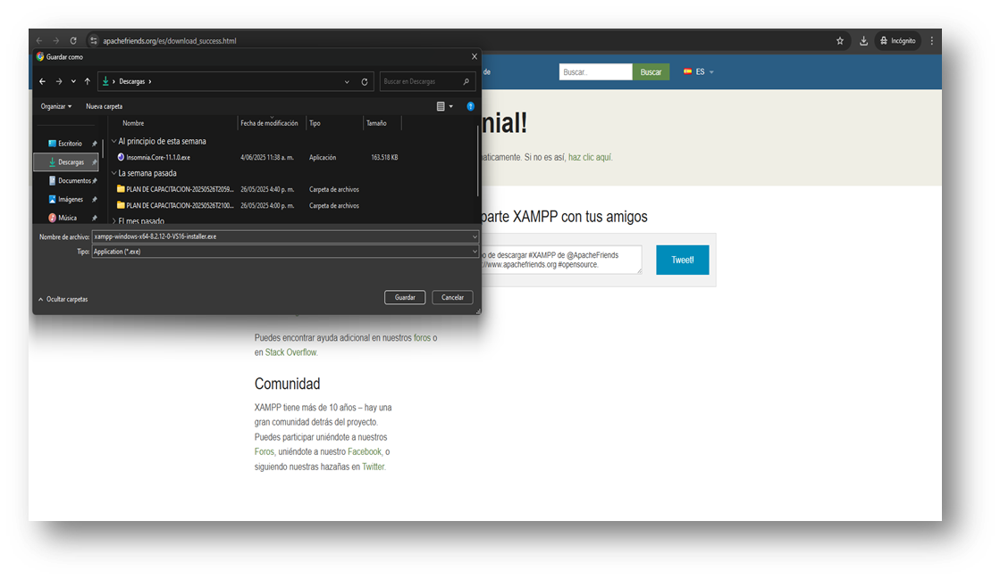 apachefriends.org/es/download_success.html
Incógnito
Guardar como
de
Buscar..
Buscar
ES
Descargas
Buscar en Descargas
Organizar
Nueva carpeta
Nombre
Fecha de modificación
Tipo
Tamaño
Escritorio
Descargas
Documentos
Imágenes
Música
Al principio de esta semana
Insomnia.Core-11.1.0.exe 4/06/2025 11:38 a. m. Aplicación 163.518 KB
La semana pasada
PLAN DE CAPACITACION-20250526T2059... 26/05/2025 4:40 p. m. Carpeta de archivos
PLAN DE CAPACITACION-20250526T2100... 26/05/2025 4:00 p. m. Carpeta de archivos
El mes pasado
Nombre de archivo: xampp-windows-x64-8.2.12-0-VS16-installer.exe
Tipo: Application (*.exe)
Ocultar carpetas
Guardar
Cancelar
nial!
aticamente. Si no es así, haz clic aquí.
parte XAMPP con tus amigos
o de descargar #XAMPP de @ApacheFriends
://www.apachefriends.org #opensource.
Tweet!
Puedes encontrar ayuda adicional en nuestros foros o
en Stack Overflow.
Comunidad
XAMPP tiene más de 10 años – hay una
gran comunidad detrás del proyecto.
Puedes participar uniéndote a nuestros
Foros, uniéndote a nuestro Facebook, o
siguiendo nuestras hazañas en Twitter.